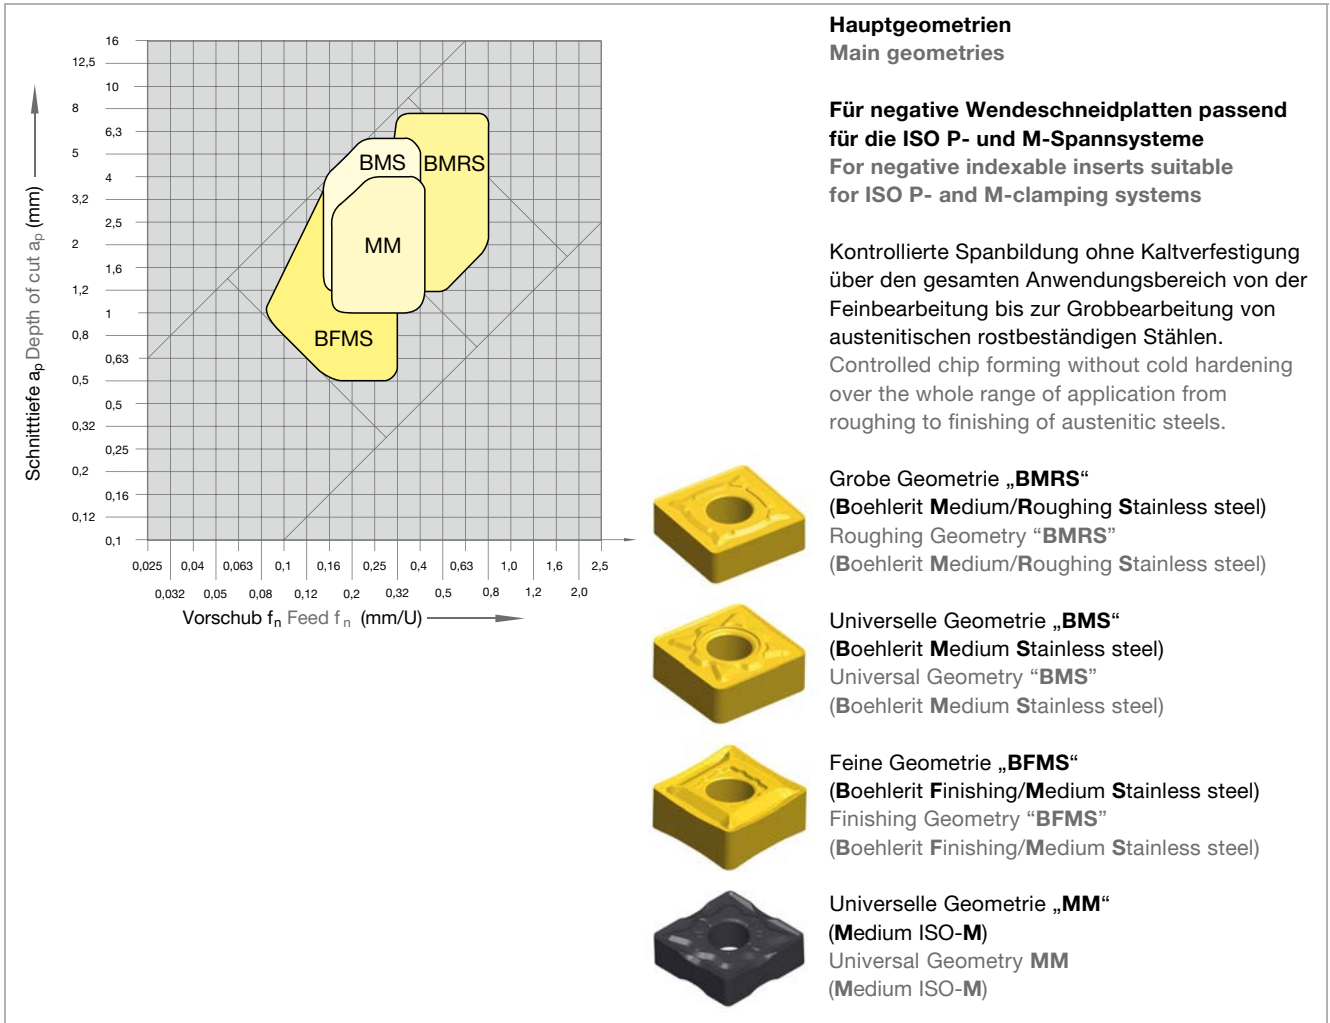 16
12,5
10
8
6,3
5
4
3,2
2,5
2
1,6
1,2
1
0,8
0,63
0,5
0,5
0,32
0,25
0,2
0,16
0,12
0,1
Schnitttiefe ap Depth of cut ap (mm)
BMS
BMRS
MM
BFMS
0,025 0,04 0,063 0,1 0,16 0,25 0,4 0,63 1,0 1,6 2,5
0,032 0,05 0,08 0,12 0,2 0,32 0,5 0,8 1,2 2,0
Vorschub fn Feed fn (mm/U)
Hauptgeometrien
Main geometries
Für negative Wendeschneidplatten passend
für die ISO P- und M-Spannsysteme
For negative indexable inserts suitable
for ISO P- and M-clamping systems
Kontrollierte Spanbildung ohne Kaltverfestigung
über den gesamten Anwendungsbereich von der
Feinbearbeitung bis zur Grobbearbeitung von
austenitischen rostbeständigen Stählen.
Controlled chip forming without cold hardening
over the whole range of application from
roughing to finishing of austenitic steels.
Grobe Geometrie „BMRS“
(Boehlerit Medium/Roughing Stainless steel)
Roughing Geometry “BMRS”
(Boehlerit Medium/Roughing Stainless steel)
Universelle Geometrie „BMS“
(Boehlerit Medium Stainless steel)
Universal Geometry “BMS”
(Boehlerit Medium Stainless steel)
Feine Geometrie „BFMS“
(Boehlerit Finishing/Medium Stainless steel)
Finishing Geometry “BFMS”
(Boehlerit Finishing/Medium Stainless steel)
Universelle Geometrie „MM“
(Medium ISO-M)
Universal Geometry MM
(Medium ISO-M)